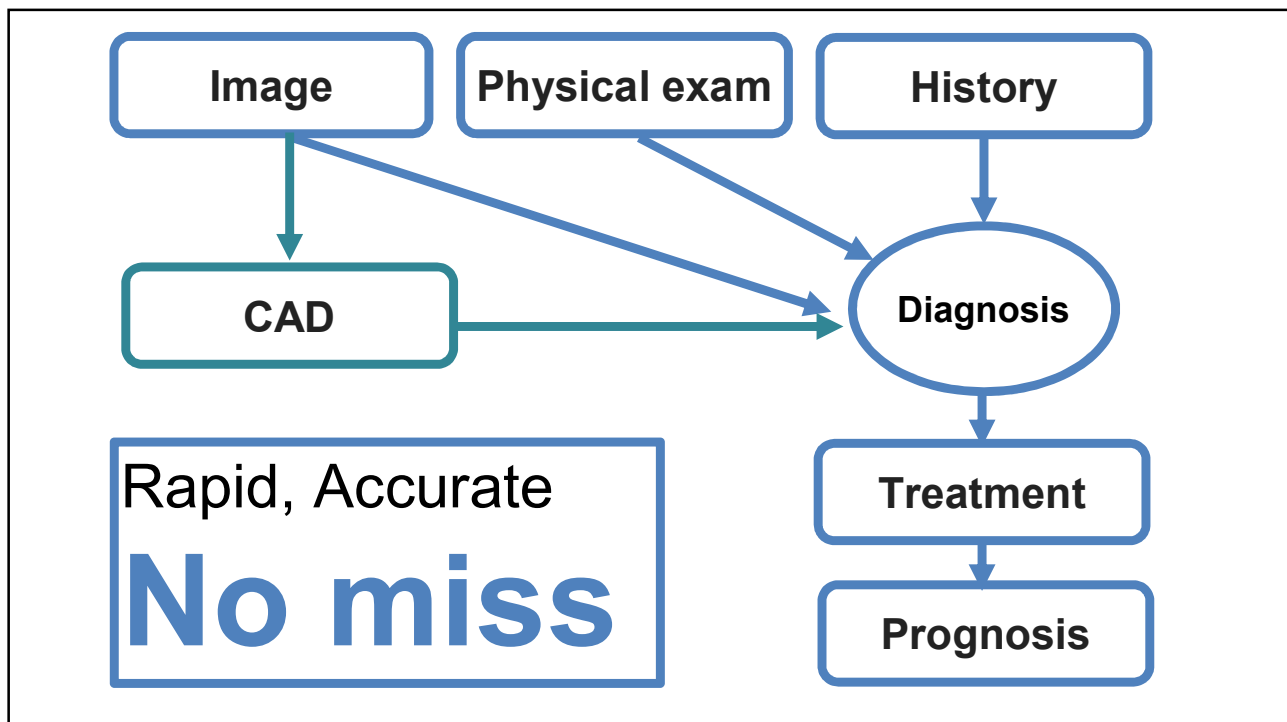 Image
Physical exam
History
CAD
Diagnosis
Rapid, Accurate
No miss
Treatment
Prognosis